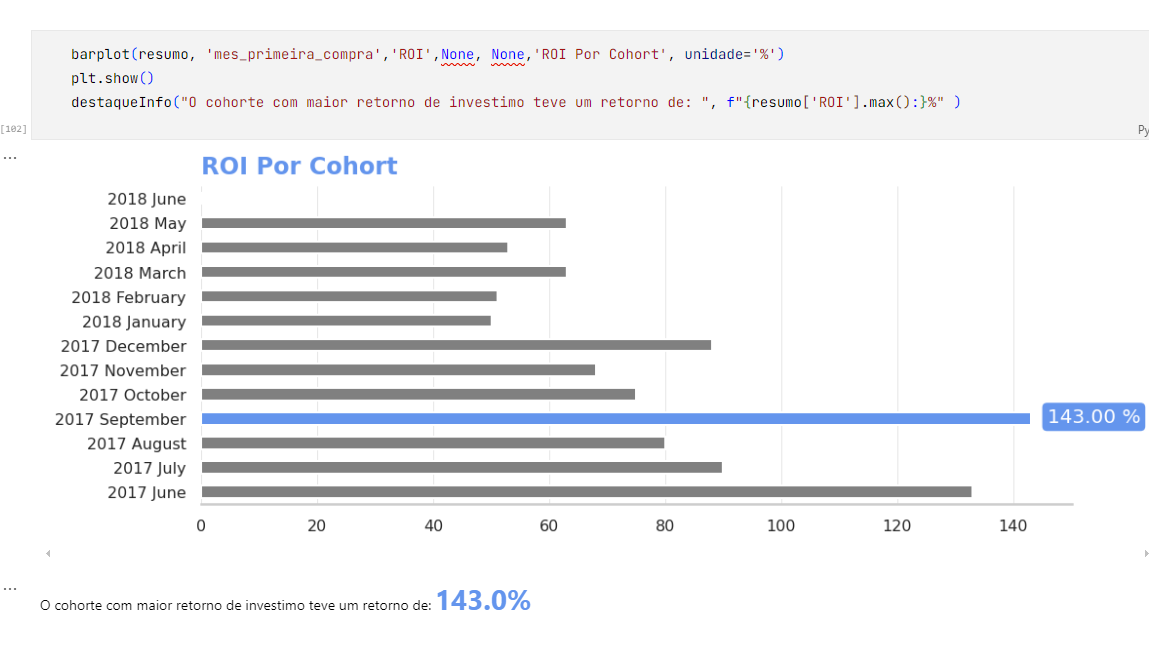 barplot(resumo, 'mes_primeira_compra','ROI',None, None,'ROI Por Cohort', unidade='%')
plt.show()
destaqueInfo("O cohorte com maior retorno de investimo teve um retorno de: ", f"{resumo['ROI'].max():}%" )
[102]
Py
...
ROI Por Cohort
2018 June
2018 May
2018 April
2018 March
2018 February
2018 January
2017 December
2017 November
2017 October
2017 September 143.00 %
2017 August
2017 July
2017 June
0 20 40 60 80 100 120 140
...
O cohorte com maior retorno de investimo teve um retorno de: 143.0%